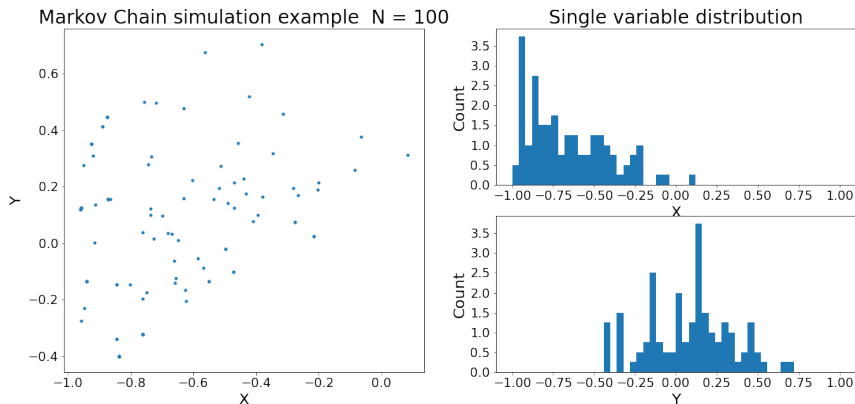 Markov Chain simulation example  N = 100
Y
0.6
0.4
0.2
0.0
−0.2
−0.4
−1.0 −0.8 −0.6 −0.4 −0.2 0.0
X
Single variable distribution
Count
3.5
3.0
2.5
2.0
1.5
1.0
0.5
0.0
−1.00 −0.75 −0.50 −0.25 0.00 0.25 0.50 0.75 1.00
X
Count
3.5
3.0
2.5
2.0
1.5
1.0
0.5
0.0
−1.00 −0.75 −0.50 −0.25 0.00 0.25 0.50 0.75 1.00
Y